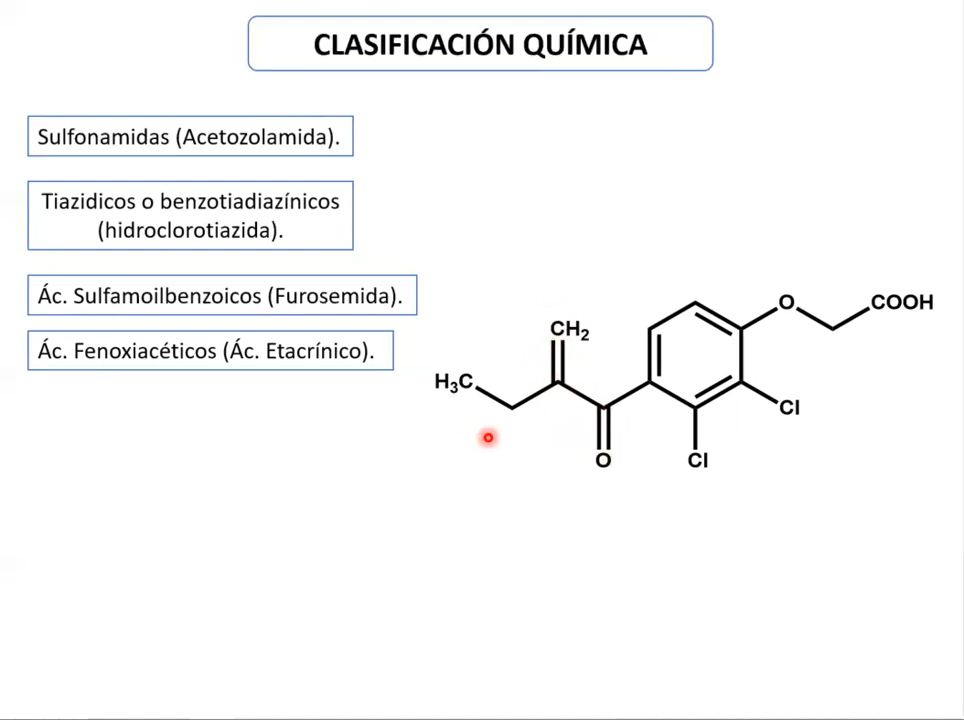 CLASIFICACIÓN QUÍMICA
Sulfonamidas (Acetozolamida).
Tiazidicos o benzotiadiazínicos
(hidroclorotiazida).
Ác. Sulfamoilbenzoicos (Furosemida).
Ác. Fenoxiacéticos (Ác. Etacrínico).
O
COOH
CH₂
H₃C
Cl
O
Cl